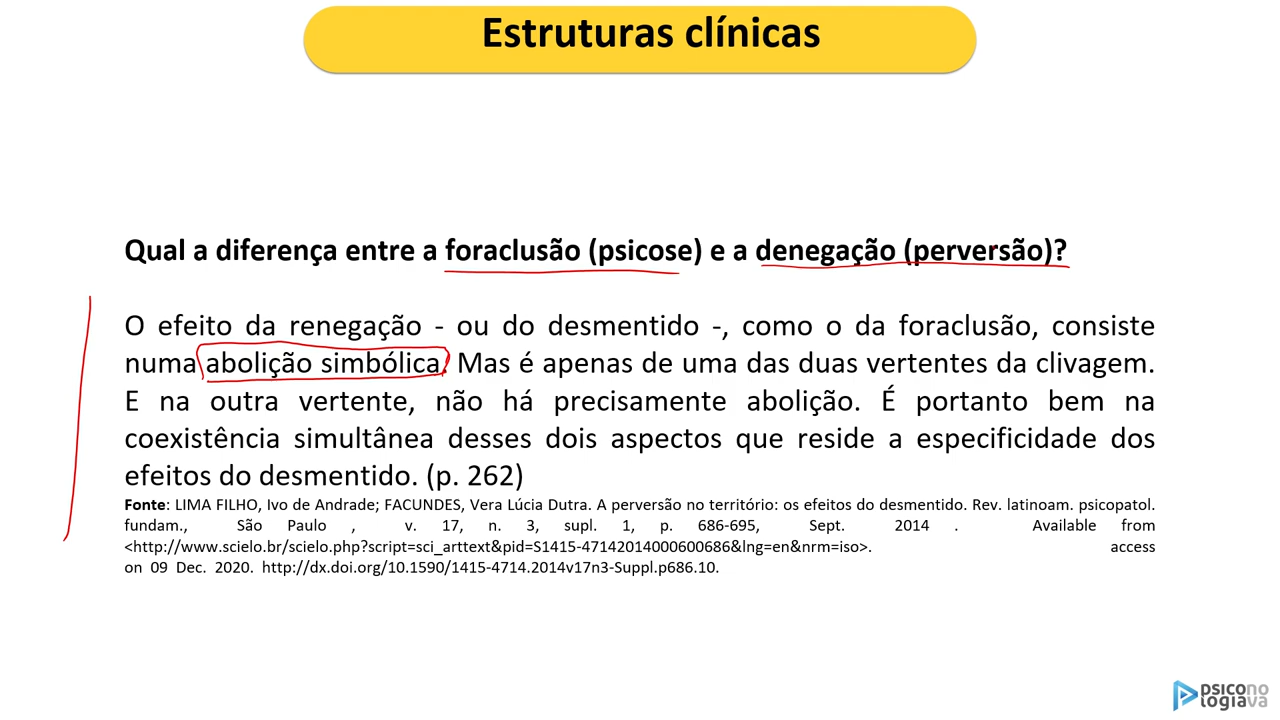 Estruturas clínicas
Qual a diferença entre a foraclusão (psicose) e a denegação (perversão)?
O efeito da renegação - ou do desmentido -, como o da foraclusão, consiste
numa abolição simbólica. Mas é apenas de uma das duas vertentes da clivagem.
E na outra vertente, não há precisamente abolição. É portanto bem na
coexistência simultânea desses dois aspectos que reside a especificidade dos
efeitos do desmentido. (p. 262)
Fonte: LIMA FILHO, Ivo de Andrade; FACUNDES, Vera Lúcia Dutra. A perversão no território: os efeitos do desmentido. Rev. latinoam. psicopatol.
fundam., São Paulo , v. 17, n. 3, supl. 1, p. 686-695, Sept. 2014 . Available from
<http://www.scielo.br/scielo.php?script=sci_arttext&pid=S1415-47142014000600686&lng=en&nrm=iso>. access
on 09 Dec. 2020. http://dx.doi.org/10.1590/1415-4714.2014v17n3-Suppl.p686.10.
psicono
logiava